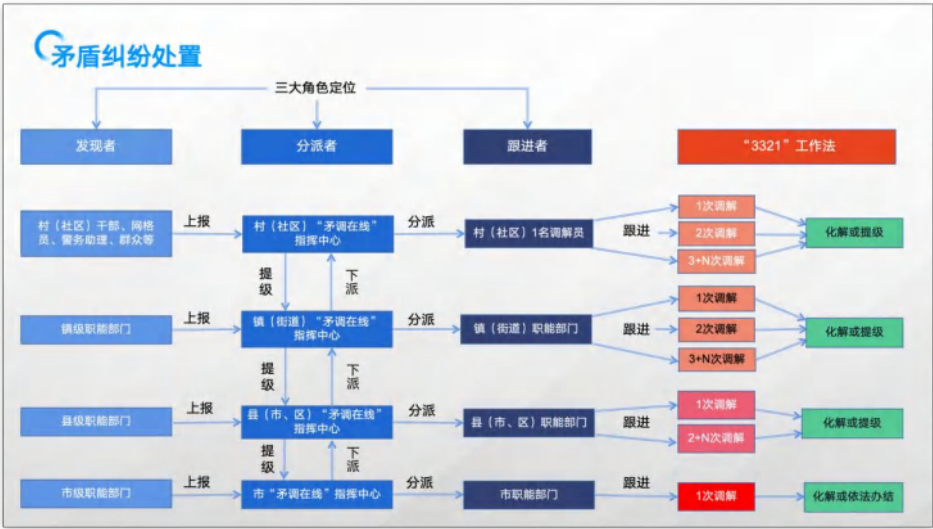 矛盾纠纷处置
三大角色定位
发现者
分派者
跟进者
“3321”工作法
村（社区）干部、网格
员、警务助理、群众等
上报
村（社区）“矛调在线”
指挥中心
分派
村（社区）1名调解员
跟进
1次调解
2次调解
3+N次调解
化解或提级
提级
下派
镇级职能部门
上报
镇（街道）“矛调在线”
指挥中心
分派
镇（街道）职能部门
跟进
1次调解
2次调解
3+N次调解
化解或提级
提级
下派
县级职能部门
上报
县（市、区）“矛调在线”
指挥中心
分派
县（市、区）职能部门
跟进
1次调解
2+N次调解
化解或提级
提级
下派
市级职能部门
上报
市“矛调在线”指挥中心
分派
市职能部门
跟进
1次调解
化解或依法办结